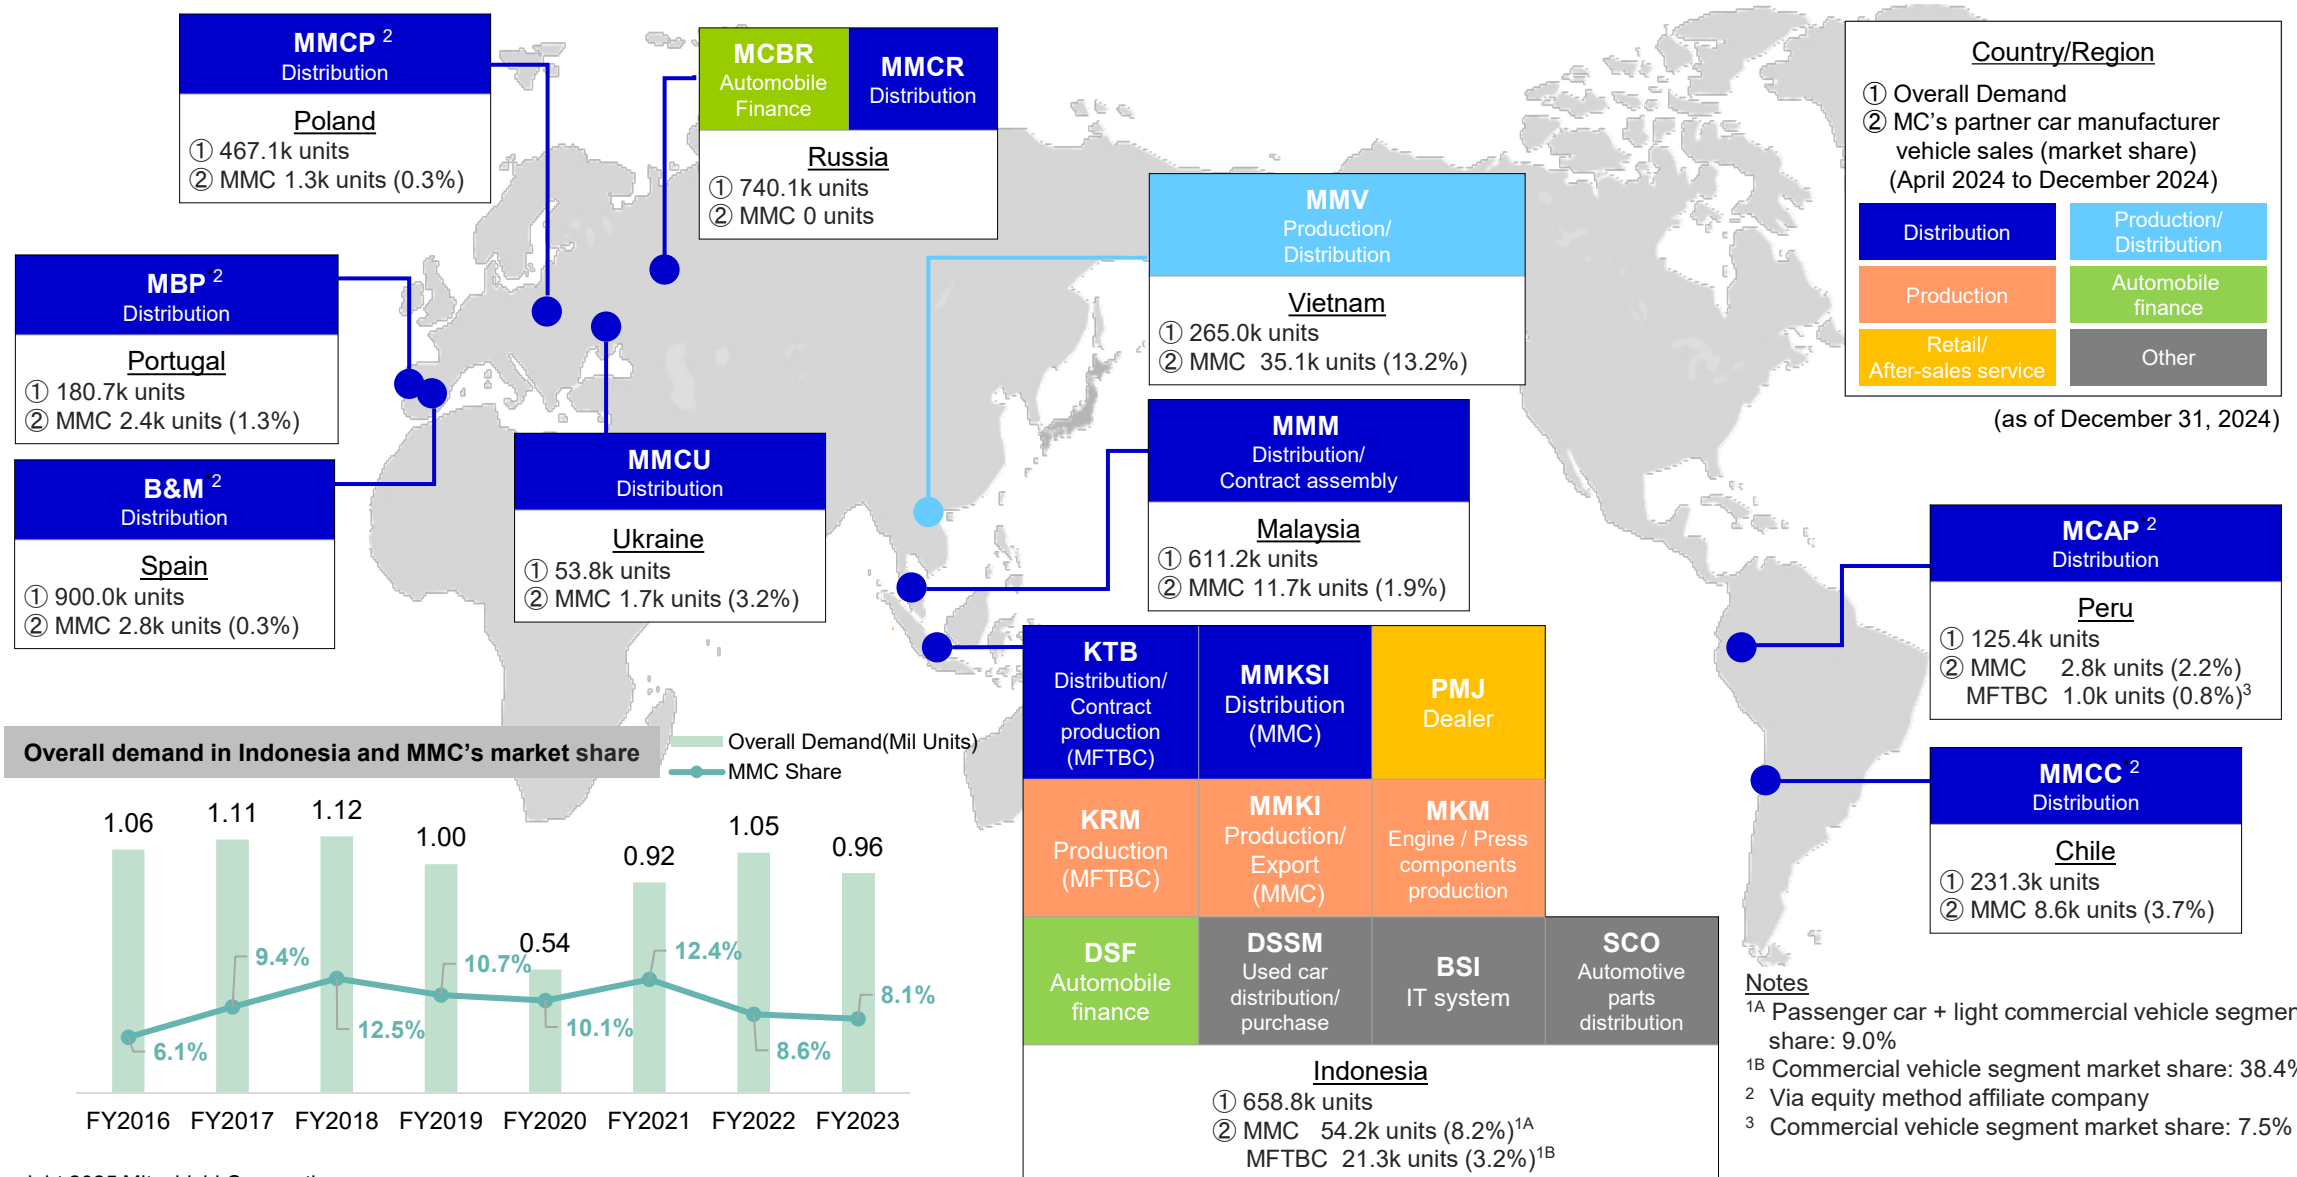 MMCP 2
Distribution
Poland
① 467.1k units
② MMC 1.3k units (0.3%)
MCBR
Automobile
Finance
MMCR
Distribution
Russia
① 740.1k units
② MMC 0 units
MBP 2
Distribution
Portugal
① 180.7k units
② MMC 2.4k units (1.3%)
B&M 2
Distribution
Spain
① 900.0k units
② MMC 2.8k units (0.3%)
MMCU
Distribution
Ukraine
① 53.8k units
② MMC 1.7k units (3.2%)
MMV
Production/
Distribution
Vietnam
① 265.0k units
② MMC 35.1k units (13.2%)
MMM
Distribution/
Contract assembly
Malaysia
① 611.2k units
② MMC 11.7k units (1.9%)
Country/Region
① Overall Demand
② MC's partner car manufacturer
vehicle sales (market share)
(April 2024 to December 2024)
Distribution
Production/
Distribution
Production
Automobile
finance
Retail/
After-sales service
Other
(as of December 31, 2024)
MCAP 2
Distribution
Peru
① 125.4k units
② MMC 2.8k units (2.2%)
MFTBC 1.0k units (0.8%)3
MMCC 2
Distribution
Chile
① 231.3k units
② MMC 8.6k units (3.7%)
KTB
Distribution/
Contract
production
(MFTBC)
MMKSI
Distribution
(MMC)
PMJ
Dealer
KRM
Production
(MFTBC)
MMKI
Production/
Export
(MMC)
MKM
Engine / Press
components
production
DSF
Automobile
finance
DSSM
Used car
distribution/
purchase
BSI
IT system
SCO
Automotive
parts
distribution
Indonesia
① 658.8k units
② MMC 54.2k units (8.2%)1A
MFTBC 21.3k units (3.2%)1B
Overall demand in Indonesia and MMC's market share
Overall Demand(Mil Units)
MMC Share
1.06
1.11
1.12
1.00
0.54
0.92
1.05
0.96
6.1%
9.4%
12.5%
10.7%
10.1%
12.4%
8.6%
8.1%
FY2016 FY2017 FY2018 FY2019 FY2020 FY2021 FY2022 FY2023
Notes
1A Passenger car + light commercial vehicle segmen
share: 9.0%
1B Commercial vehicle segment market share: 38.4%
2 Via equity method affiliate company
3 Commercial vehicle segment market share: 7.5%